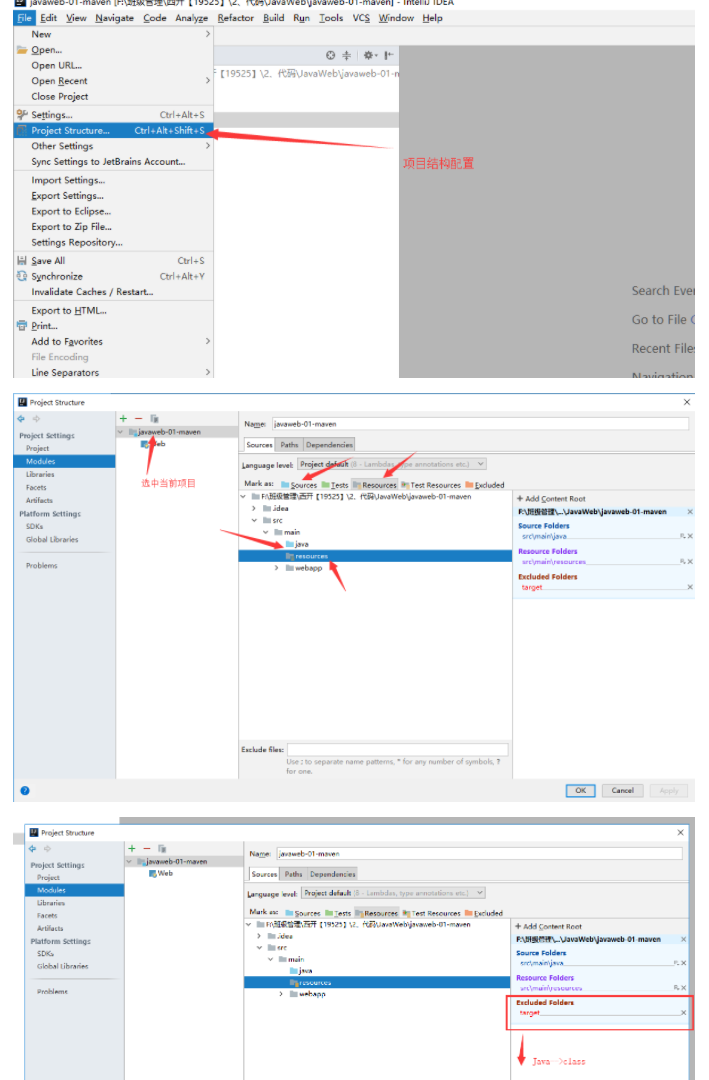 javaweb-01-maven [F:\班级管理\西开【19525】\2、代码\JavaWeb\javaweb-01-maven] - IntelliJ IDEA
File Edit View Navigate Code Analyze Refactor Build Run Tools VCS Window Help
New
Open...
Open URL...
【19525】\2、代码\JavaWeb\javaweb-01-n
Open Recent
Close Project
Settings... Ctrl+Alt+S
Project Structure... Ctrl+Alt+Shift+S
Other Settings
Sync Settings to JetBrains Account...
项目结构配置
Import Settings...
Export Settings...
Export to Eclipse...
Export to Zip File...
Settings Repository...
Save All Ctrl+S
Synchronize Ctrl+Alt+Y
Invalidate Caches / Restart...
Search Ever
Export to HTML...
Print...
Go to File
Add to Favorites
Recent Files
File Encoding
Line Separators
Navigation
Project Structure
Project Settings
Project
Modules
Libraries
Facets
Artifacts
Platform Settings
SDKs
Global Libraries
Problems
javaweb-01-maven
Web
选中当前项目
Name: javaweb-01-maven
Sources Paths Dependencies
Language level: Project default (8 - Lambdas, type annotations etc.)
Mark as: Sources Tests Resources Test Resources Excluded
F:\班级管理\西开【19525】\2、代码\JavaWeb\javaweb-01-maven
.idea
src
main
java
resources
webapp
+ Add Content Root
F:\班级管理\...\JavaWeb\javaweb-01-maven
Source Folders
src\main\java
Resource Folders
src\main\resources
Excluded Folders
target
Exclude files:
Use ; to separate name patterns, * for any number of symbols, ?
for one.
OK Cancel Apply
Project Structure
Project Settings
Project
Modules
Libraries
Facets
Artifacts
Platform Settings
SDKs
Global Libraries
Problems
javaweb-01-maven
Web
Name: javaweb-01-maven
Sources Paths Dependencies
Language level: Project default (8 - Lambdas, type annotations etc.)
Mark as: Sources Tests Resources Test Resources Excluded
F:\班级管理\西开【19525】\2、代码\JavaWeb\javaweb-01-maven
.idea
src
main
java
resources
webapp
+ Add Content Root
F:\班级管理\...\JavaWeb\javaweb-01-maven
Source Folders
src\main\java
Resource Folders
src\main\resources
Excluded Folders
target
Java-->class